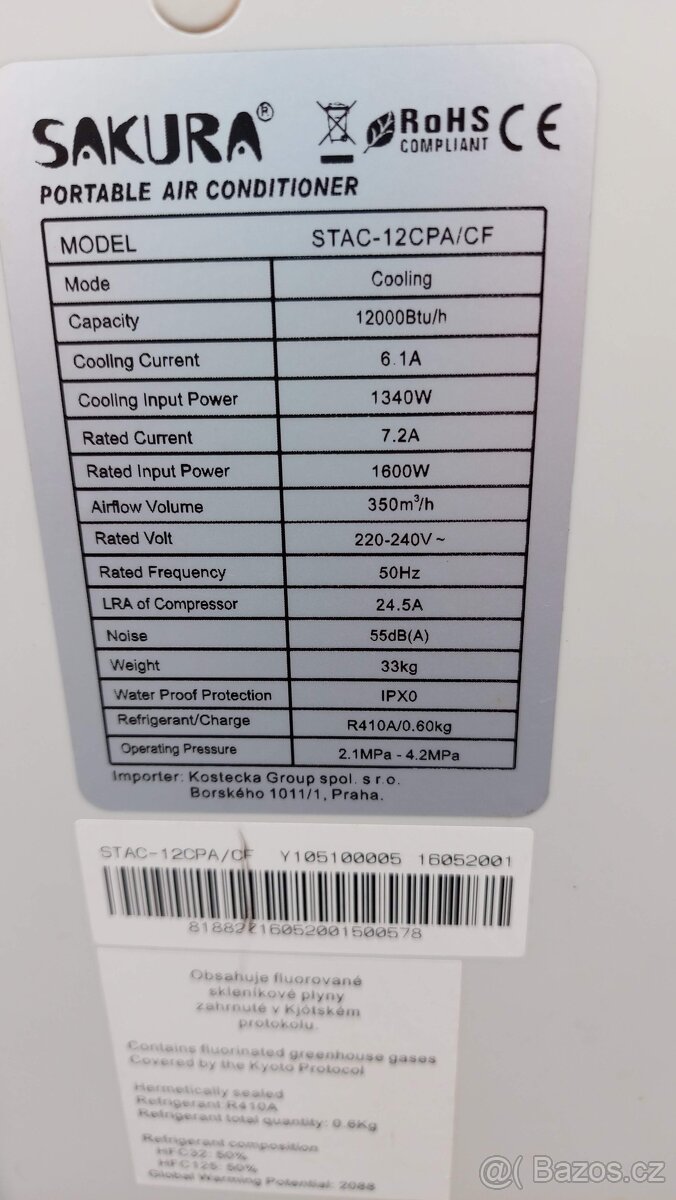 SAKURA®
RoHS
COMPLIANT
CE
PORTABLE AIR CONDITIONER
MODEL STAC-12CPA/CF
Mode Cooling
Capacity 12000Btu/h
Cooling Current 6.1A
Cooling Input Power 1340W
Rated Current 7.2A
Rated Input Power 1600W
Airflow Volume 350m³/h
Rated Volt 220-240V ~
Rated Frequency 50Hz
LRA of Compressor 24.5A
Noise 55dB(A)
Weight 33kg
Water Proof Protection IPX0
Refrigerant/Charge R410A/0.60kg
Operating Pressure 2.1MPa - 4.2MPa
Importer: Kostecka Group spol. s r.o.
Borského 1011/1, Praha.
STAC-12CPA/CF Y105100005 16052001
81882716052001500578
Obsahuje fluorované
skleníkové plyny
zahrnuté v Kjótském
protokolu.
Contains fluorinated greenhouse gases
Covered by the Kyoto Protocol
Hermetically sealed
Refrigerant:R410A
Refrigerant total quantity: 0.6Kg
Refrigerant composition
HFC32: 50%
HFC125: 50%
Global Warming Potential: 2088
@( Bazos.cz